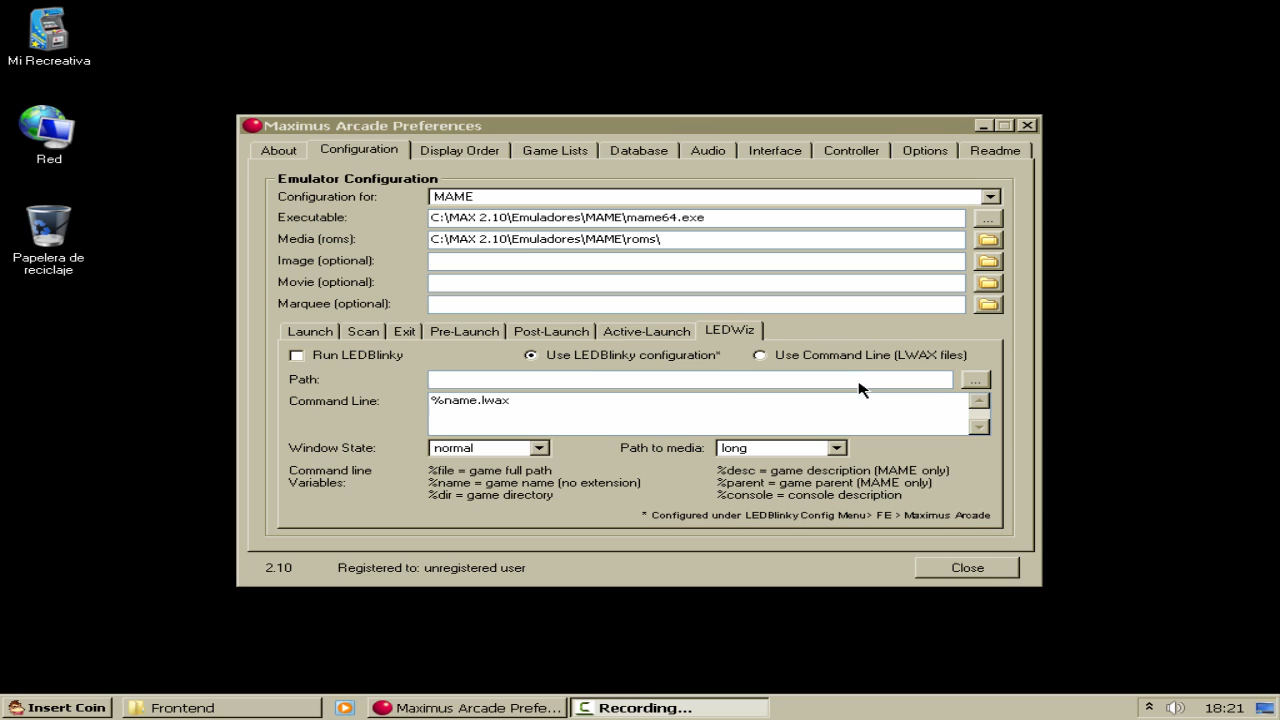 Mi Recreativa
Red
Papelera de
reciclaje
Maximus Arcade Preferences
About Configuration Display Order Game Lists Database Audio Interface Controller Options Readme
Emulator Configuration
Configuration for: MAME
Executable: C:\MAX 2.10\Emuladores\MAME\mame64.exe ...
Media (roms): C:\MAX 2.10\Emuladores\MAME\roms\
Image (optional):
Movie (optional):
Marquee (optional):
Launch Scan Exit Pre-Launch Post-Launch Active-Launch LEDWiz
Run LEDBlinky Use LEDBlinky configuration* Use Command Line (LWAX files)
Path: ...
Command Line: %name.lwax
Window State: normal Path to media: long
Command line
Variables:
%file = game full path %desc = game description (MAME only)
%name = game name (no extension) %parent = game parent (MAME only)
%dir = game directory %console = console description
* Configured under LEDBlinky Config Menu> FE > Maximus Arcade
2.10 Registered to: unregistered user Close
Insert Coin Frontend Maximus Arcade Prefe... Recording... 18:21